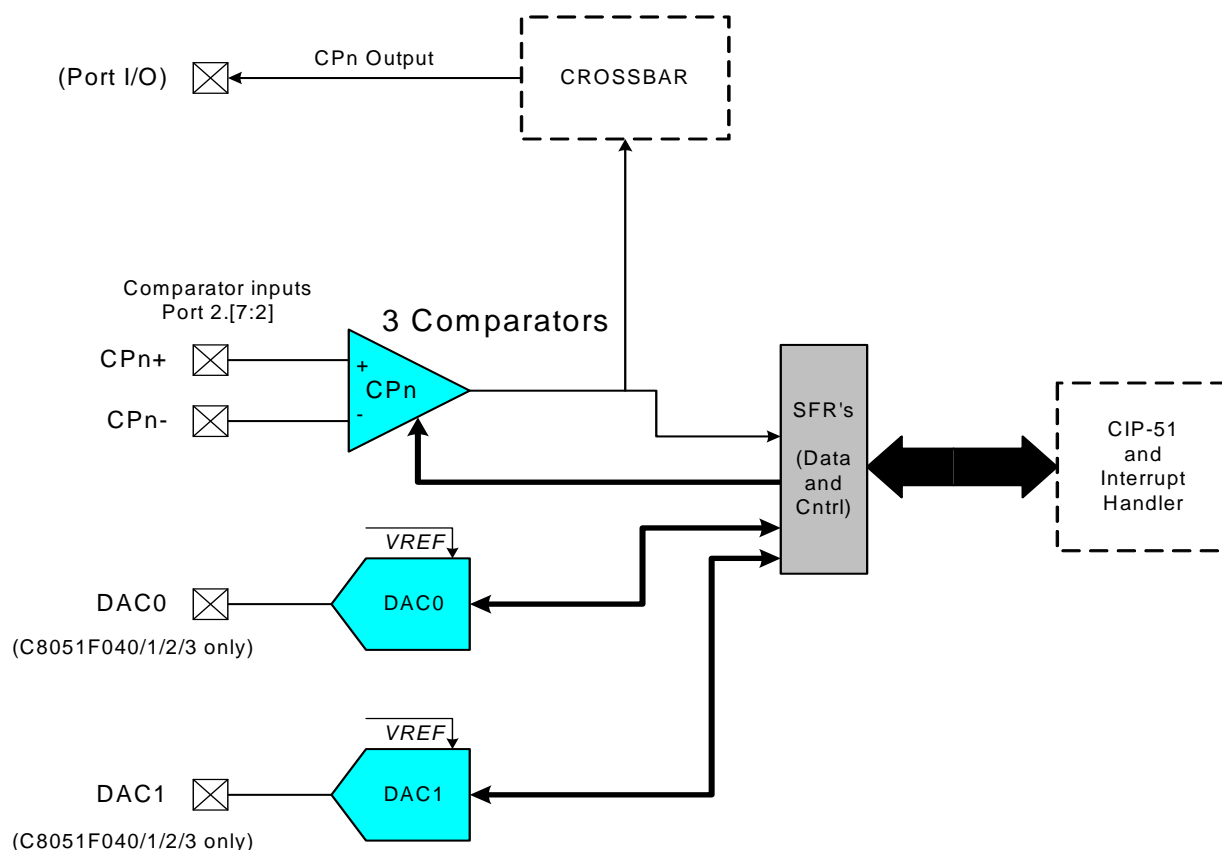 CPn Output
(Port I/O)
CROSSBAR
Comparator inputs
Port 2.[7:2]
3 Comparators
CPn+
+
CPn
CPn-
-
SFR's
(Data
and
Cntrl)
CIP-51
and
Interrupt
Handler
VREF
DAC0
DAC0
(C8051F040/1/2/3 only)
VREF
DAC1
DAC1
(C8051F040/1/2/3 only)